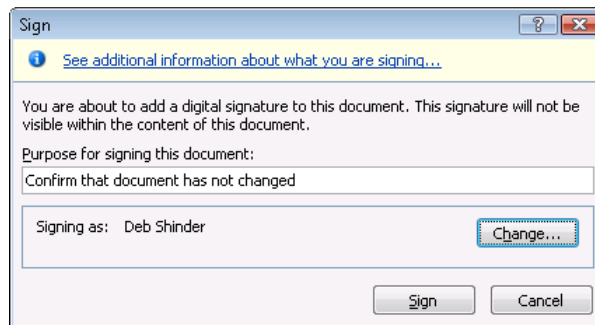 Sign
See additional information about what you are signing...
You are about to add a digital signature to this document. This signature will not be
visible within the content of this document.
Purpose for signing this document:
Confirm that document has not changed
Signing as: Deb Shinder
Change...
Sign Cancel